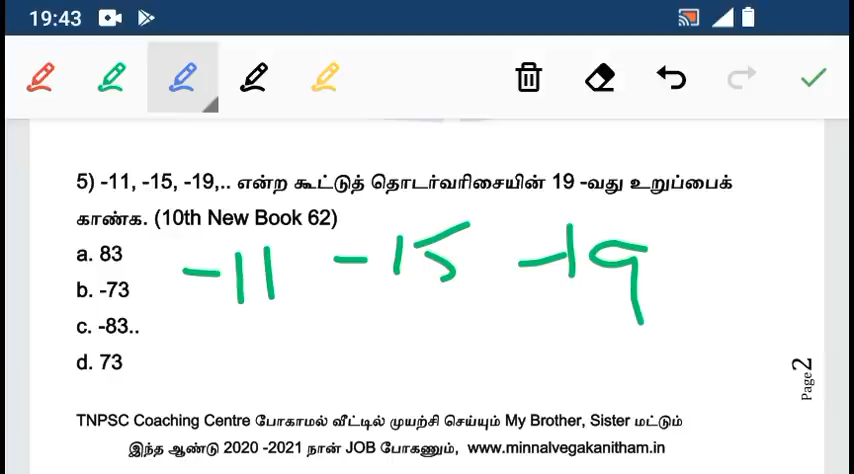 19:43
5) -11, -15, -19,.. என்ற கூட்டுத் தொடர்வரிசையின் 19 -வது உறுப்பைக்
காண்க. (10th New Book 62)
a. 83
-11 -15 -19
b. -73
c. -83..
d. 73
Page 2
TNPSC Coaching Centre போகாமல் வீட்டில் முயற்சி செய்யும் My Brother, Sister மட்டும்
இந்த ஆண்டு 2020 -2021 நான் JOB போகணும், www.minnalvegakanitham.in